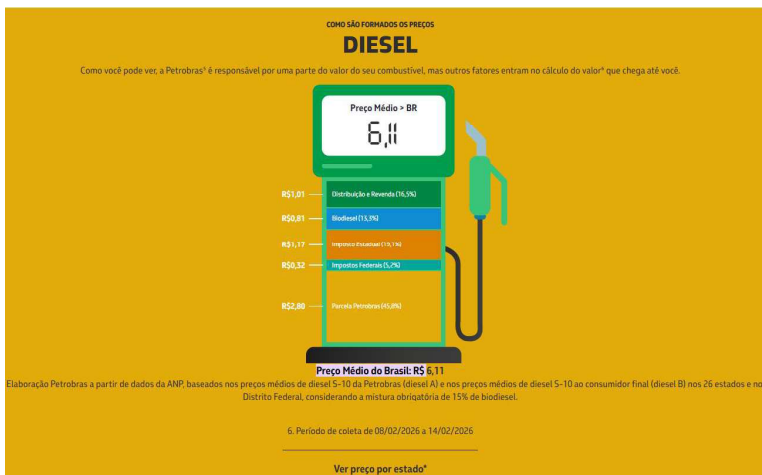 COMO SÃO FORMADOS OS PREÇOS
DIESEL
Como você pode ver, a Petrobras⁵ é responsável por uma parte do valor do seu combustível, mas outros fatores entram no cálculo do valor⁶ que chega até você.
Preço Médio > BR
6,11
R$1,01 Distribuição e Revenda (16,5%)
R$0,81 Biodiesel (13,3%)
R$1,17 Imposto Estadual (19,1%)
R$0,32 Impostos Federais (5,2%)
R$2,80 Parcela Petrobras (45,8%)
Preço Médio do Brasil: R$ 6,11
Elaboração Petrobras a partir de dados da ANP, baseados nos preços médios de diesel S-10 da Petrobras (diesel A) e nos preços médios de diesel S-10 ao consumidor final (diesel B) nos 26 estados e no
Distrito Federal, considerando a mistura obrigatória de 15% de biodiesel.
6. Período de coleta de 08/02/2026 a 14/02/2026
Ver preço por estado*